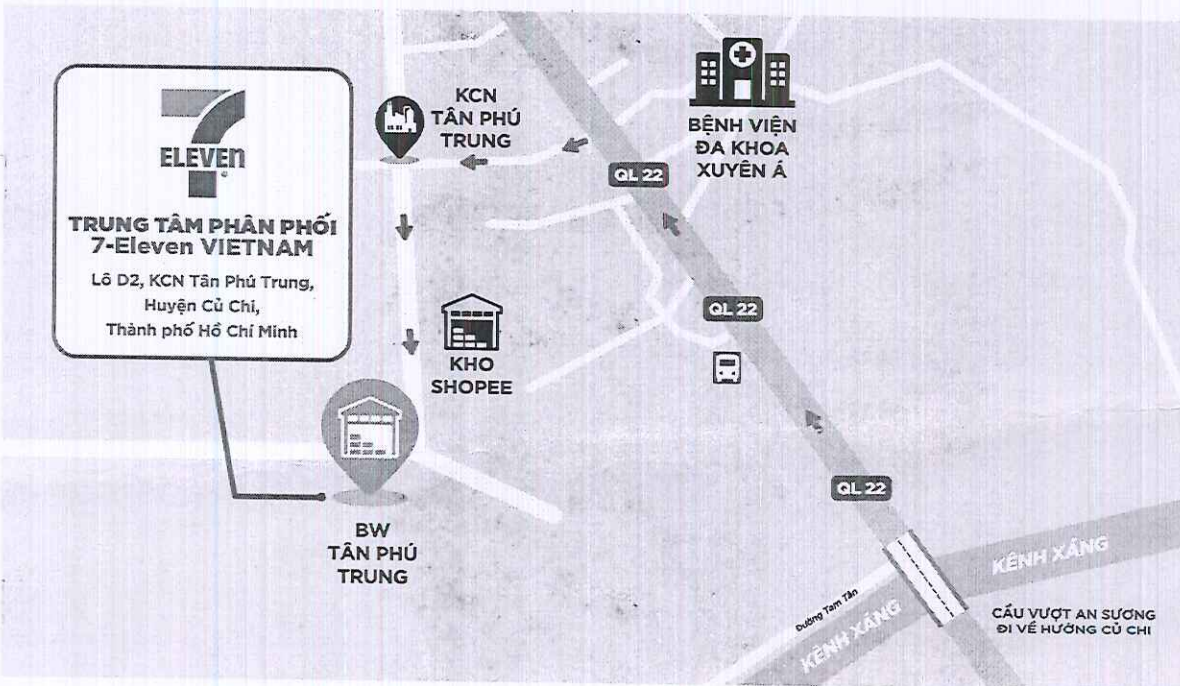 7
ELEVEn
®
TRUNG TÂM PHÂN PHỐI
7-Eleven VIETNAM
Lô D2, KCN Tân Phú Trung,
Huyện Củ Chi,
Thành phố Hồ Chí Minh
KCN
TÂN PHÚ
TRUNG
BỆNH VIỆN
ĐA KHOA
XUYÊN Á
QL 22
QL 22
KHO
SHOPEE
QL 22
BW
TÂN PHÚ
TRUNG
KÊNH XÁNG
Đường Tam Tân
KÊNH XÁNG
CẦU VƯỢT AN SƯƠNG
ĐI VỀ HƯỚNG CỦ CHI